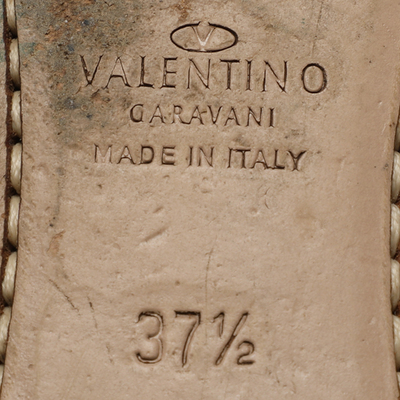 V
VALENTINO
GARAVANI
MADE IN ITALY
37½